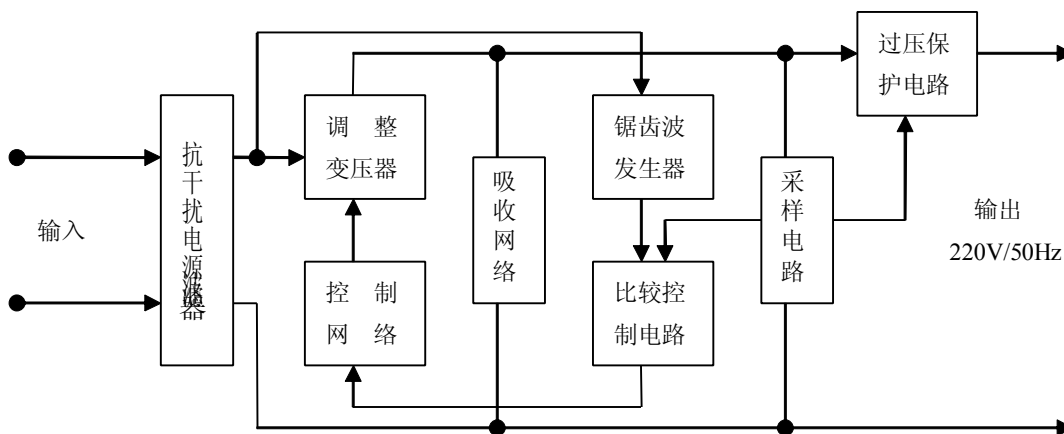 过压保
护电路
调 整
变压器
锯齿波
发生器
抗干扰电源滤波器
吸收网络
采样电路
输入
输出
220V/50Hz
控 制
网 络
比较控
制电路